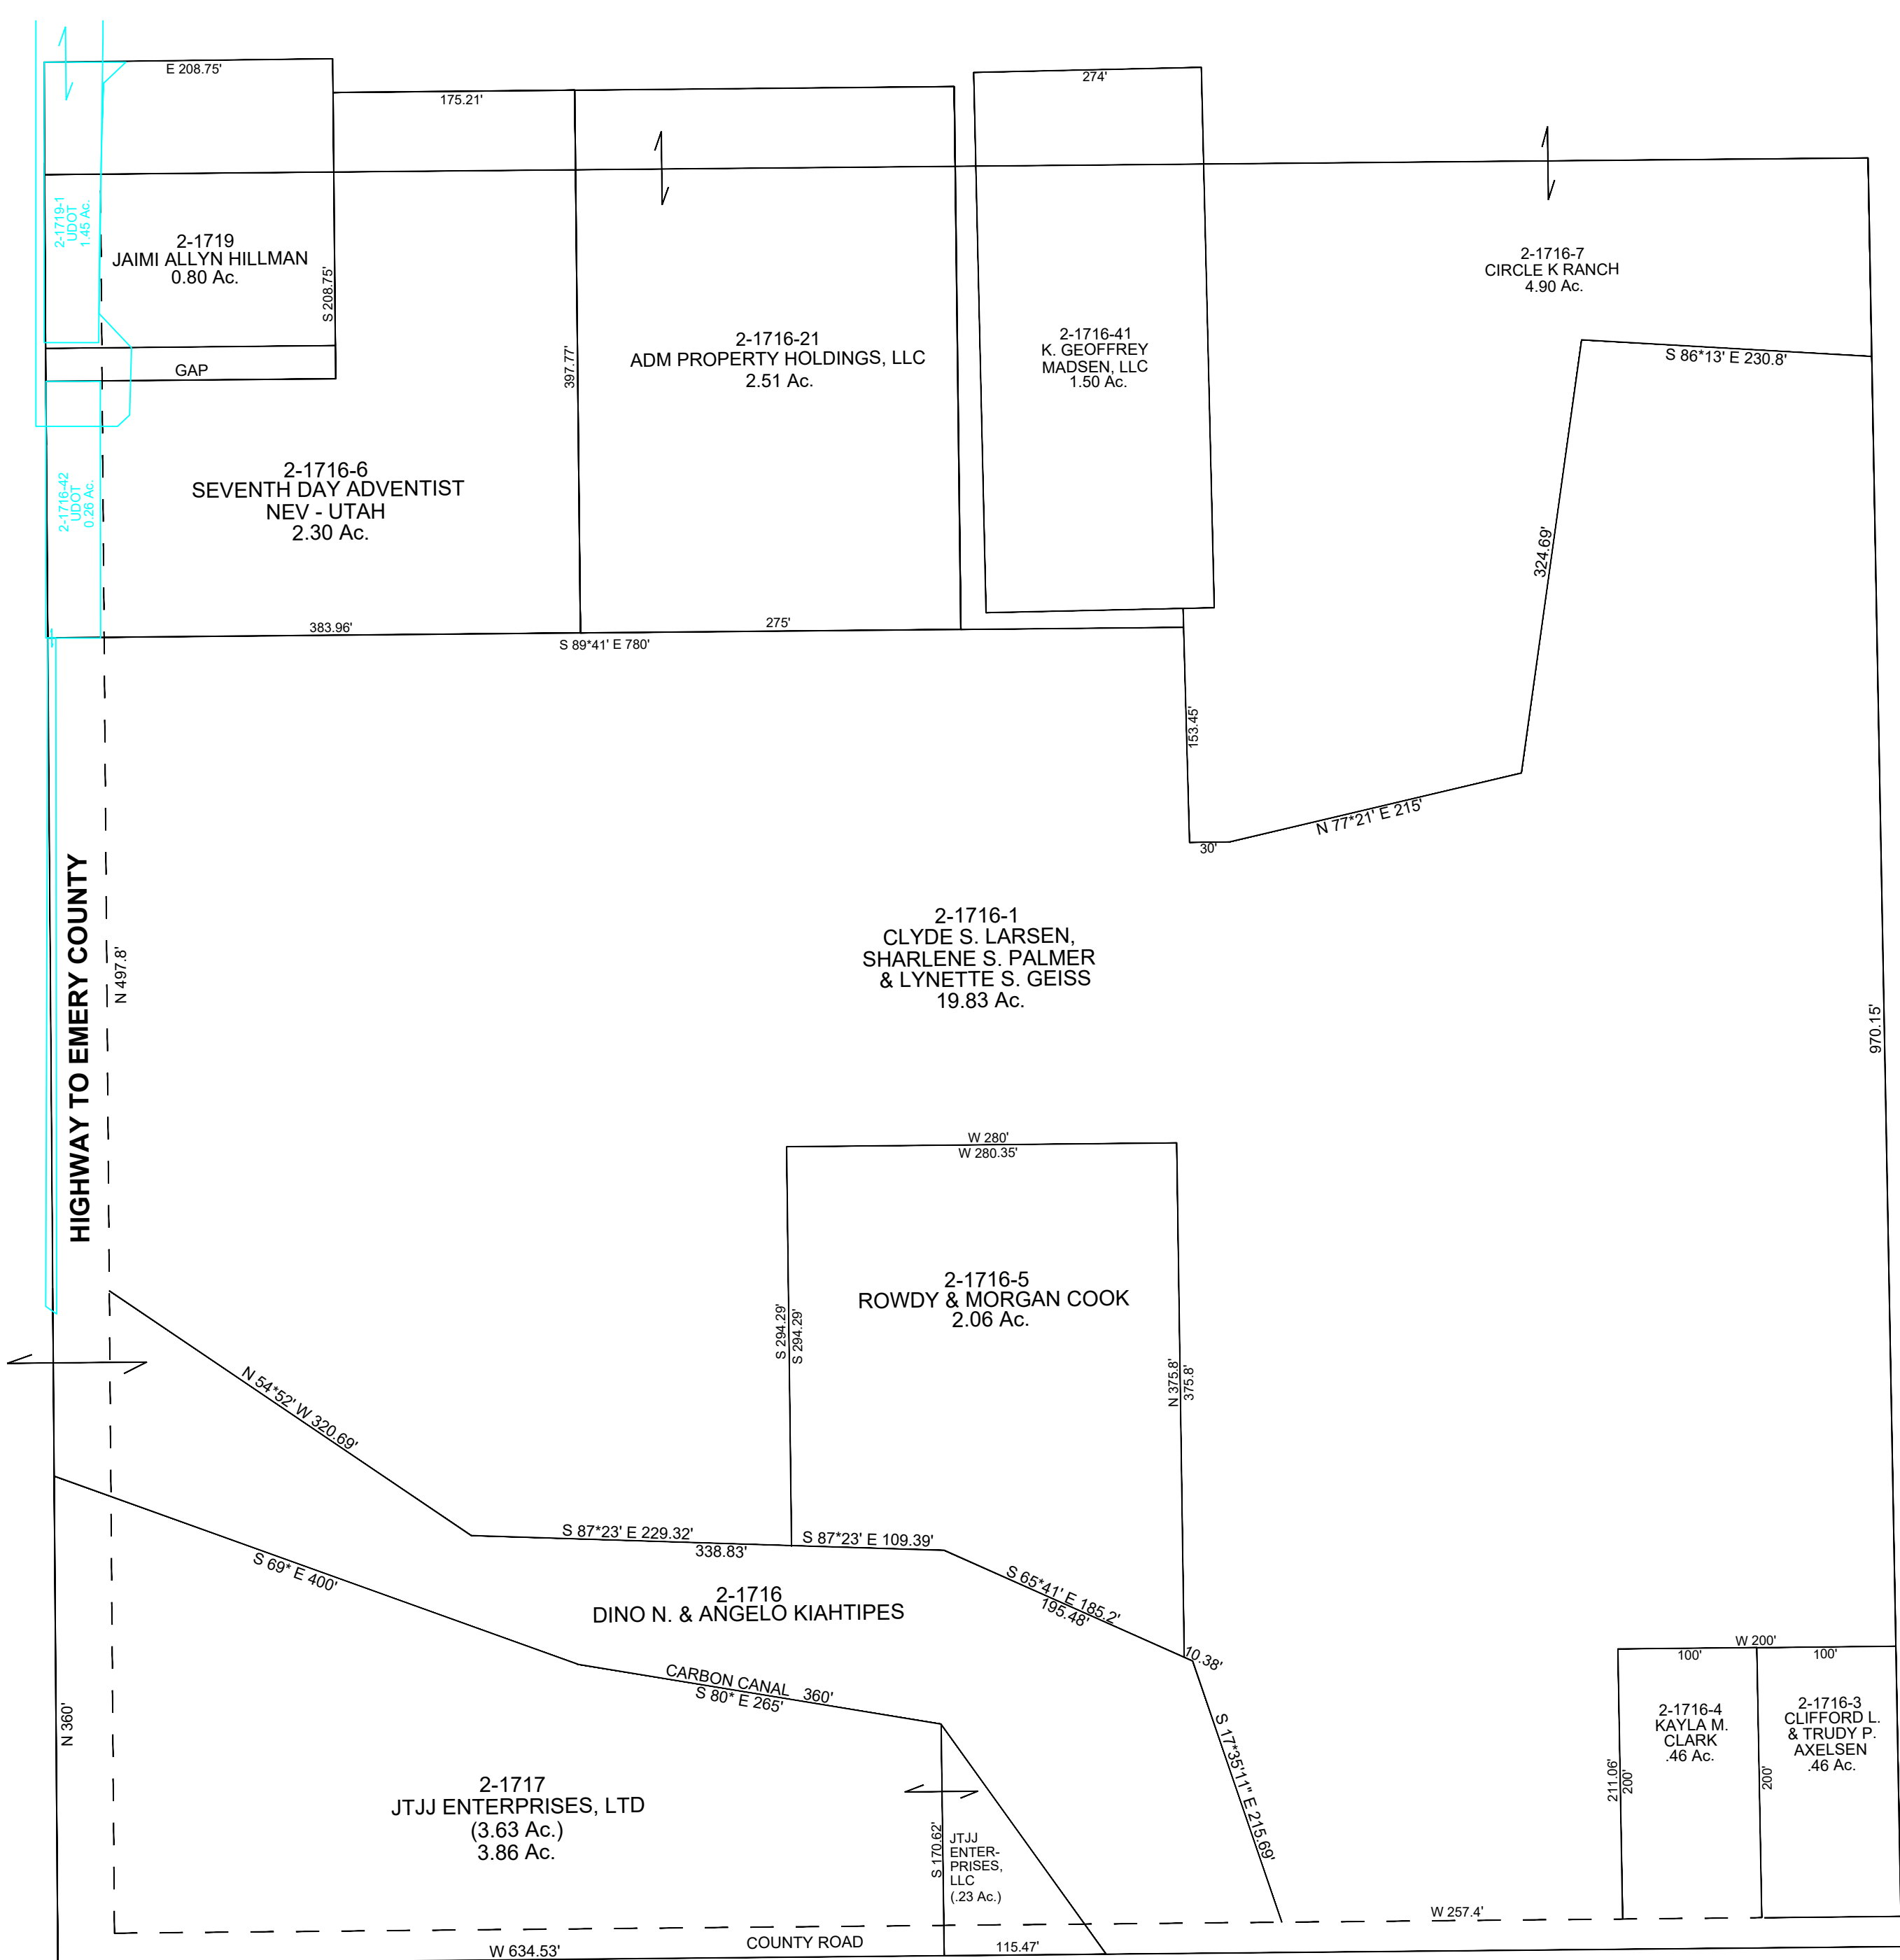 E 208.75'
175.21'
274'
2-1719-1
UDOT
1.45 Ac.
2-1719
JAIMI ALLYN HILLMAN
0.80 Ac.
S 208.75'
GAP
397.77'
2-1716-21
ADM PROPERTY HOLDINGS, LLC
2.51 Ac.
2-1716-41
K. GEOFFREY
MADSEN, LLC
1.50 Ac.
2-1716-7
CIRCLE K RANCH
4.90 Ac.
S 86*13' E 230.8'
324.69'
2-1716-42
UDOT
0.26 Ac.
2-1716-6
SEVENTH DAY ADVENTIST
NEV - UTAH
2.30 Ac.
383.96'
275'
S 89*41' E 780'
153.45'
30'
N 77*21' E 215'
HIGHWAY TO EMERY COUNTY
N 497.8'
2-1716-1
CLYDE S. LARSEN,
SHARLENE S. PALMER
& LYNETTE S. GEISS
19.83 Ac.
970.15'
W 280'
W 280.35'
2-1716-5
ROWDY & MORGAN COOK
2.06 Ac.
S 294.29'
S 294.29'
N 375.8'
375.8'
N 54*52' W 320.69'
S 87*23' E 229.32'
338.83'
S 87*23' E 109.39'
S 65*41' E 185.2'
195.48'
10.38'
S 69* E 400'
2-1716
DINO N. & ANGELO KIAHTIPES
CARBON CANAL 360'
S 80* E 265'
N 360'
2-1717
JTJJ ENTERPRISES, LTD
(3.63 Ac.)
3.86 Ac.
S 170.62'
JTJJ
ENTER-
PRISES,
LLC
(.23 Ac.)
S 17*35'11" E 215.69'
W 200'
100'
100'
211.06'
200'
2-1716-4
KAYLA M.
CLARK
.46 Ac.
200'
2-1716-3
CLIFFORD L.
& TRUDY P.
AXELSEN
.46 Ac.
W 257.4'
W 634.53'
COUNTY ROAD
115.47'